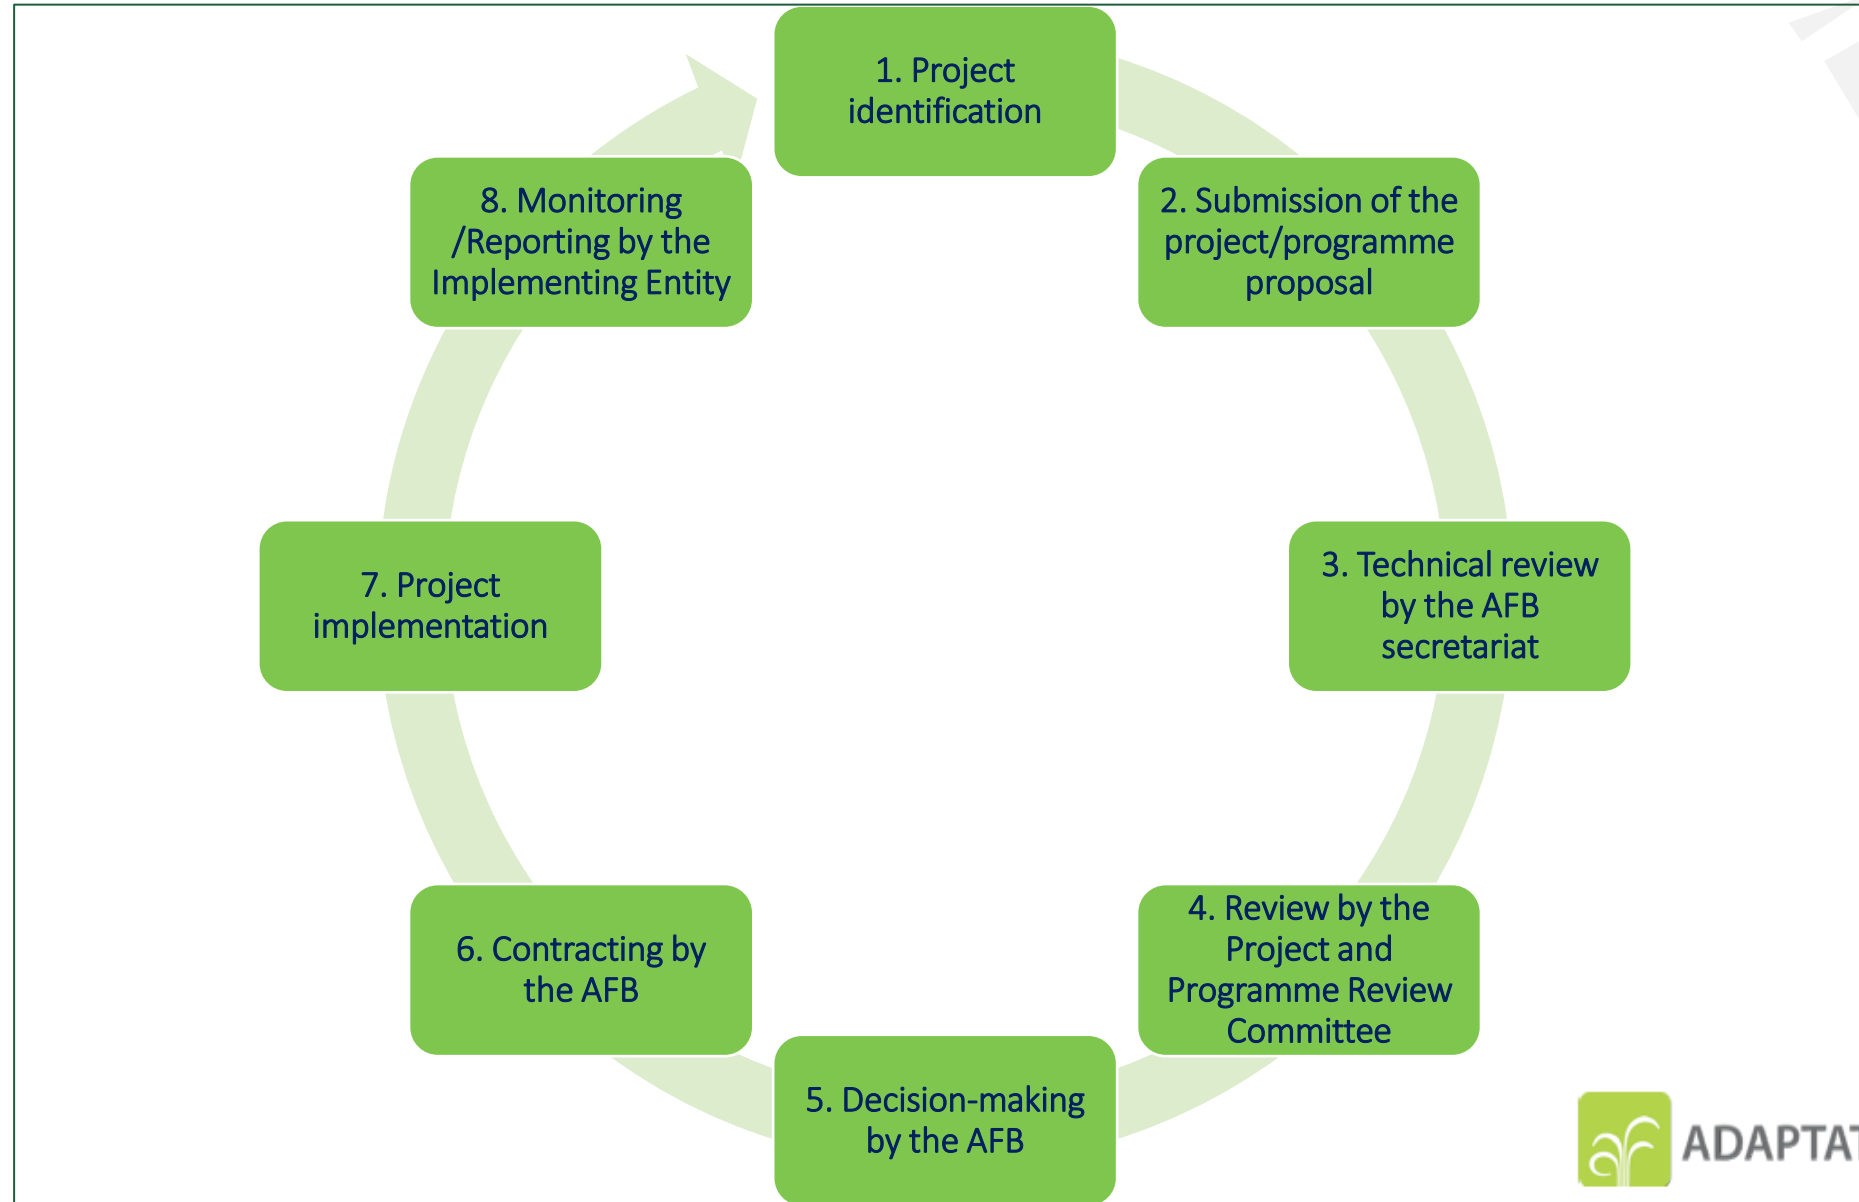 1. Project
identification
2. Submission of the
project/programme
proposal
3. Technical review
by the AFB
secretariat
4. Review by the
Project and
Programme Review
Committee
5. Decision-making
by the AFB
6. Contracting by
the AFB
7. Project
implementation
8. Monitoring
/Reporting by the
Implementing Entity
ADAPTAT